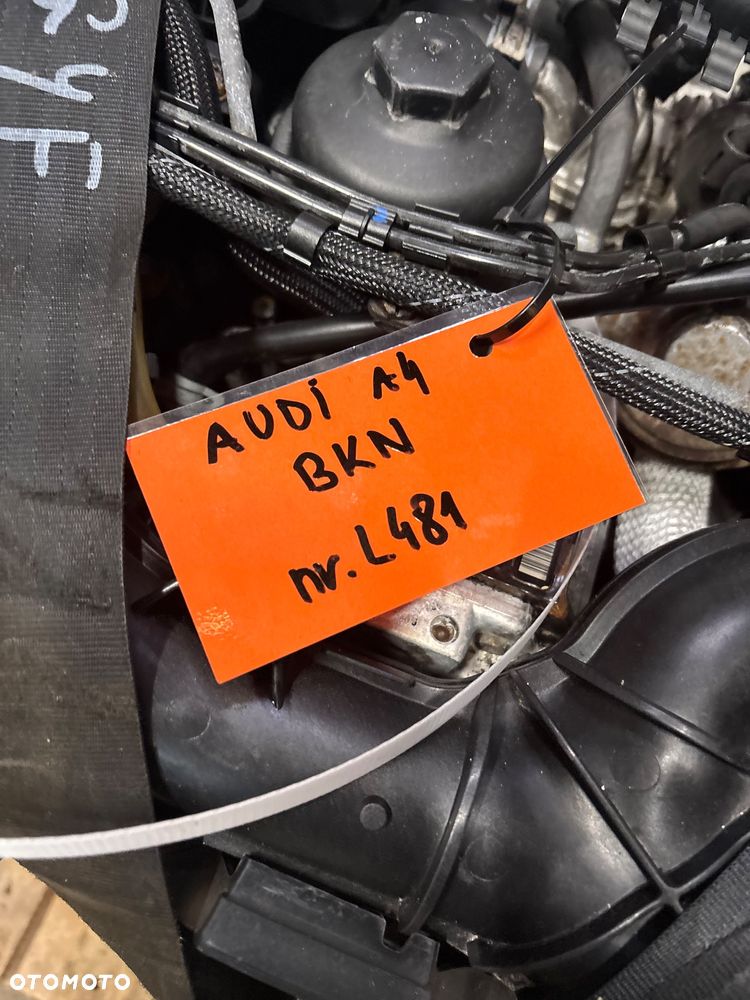 AUDi A4
BKN
nr. L481
OTOMOTO